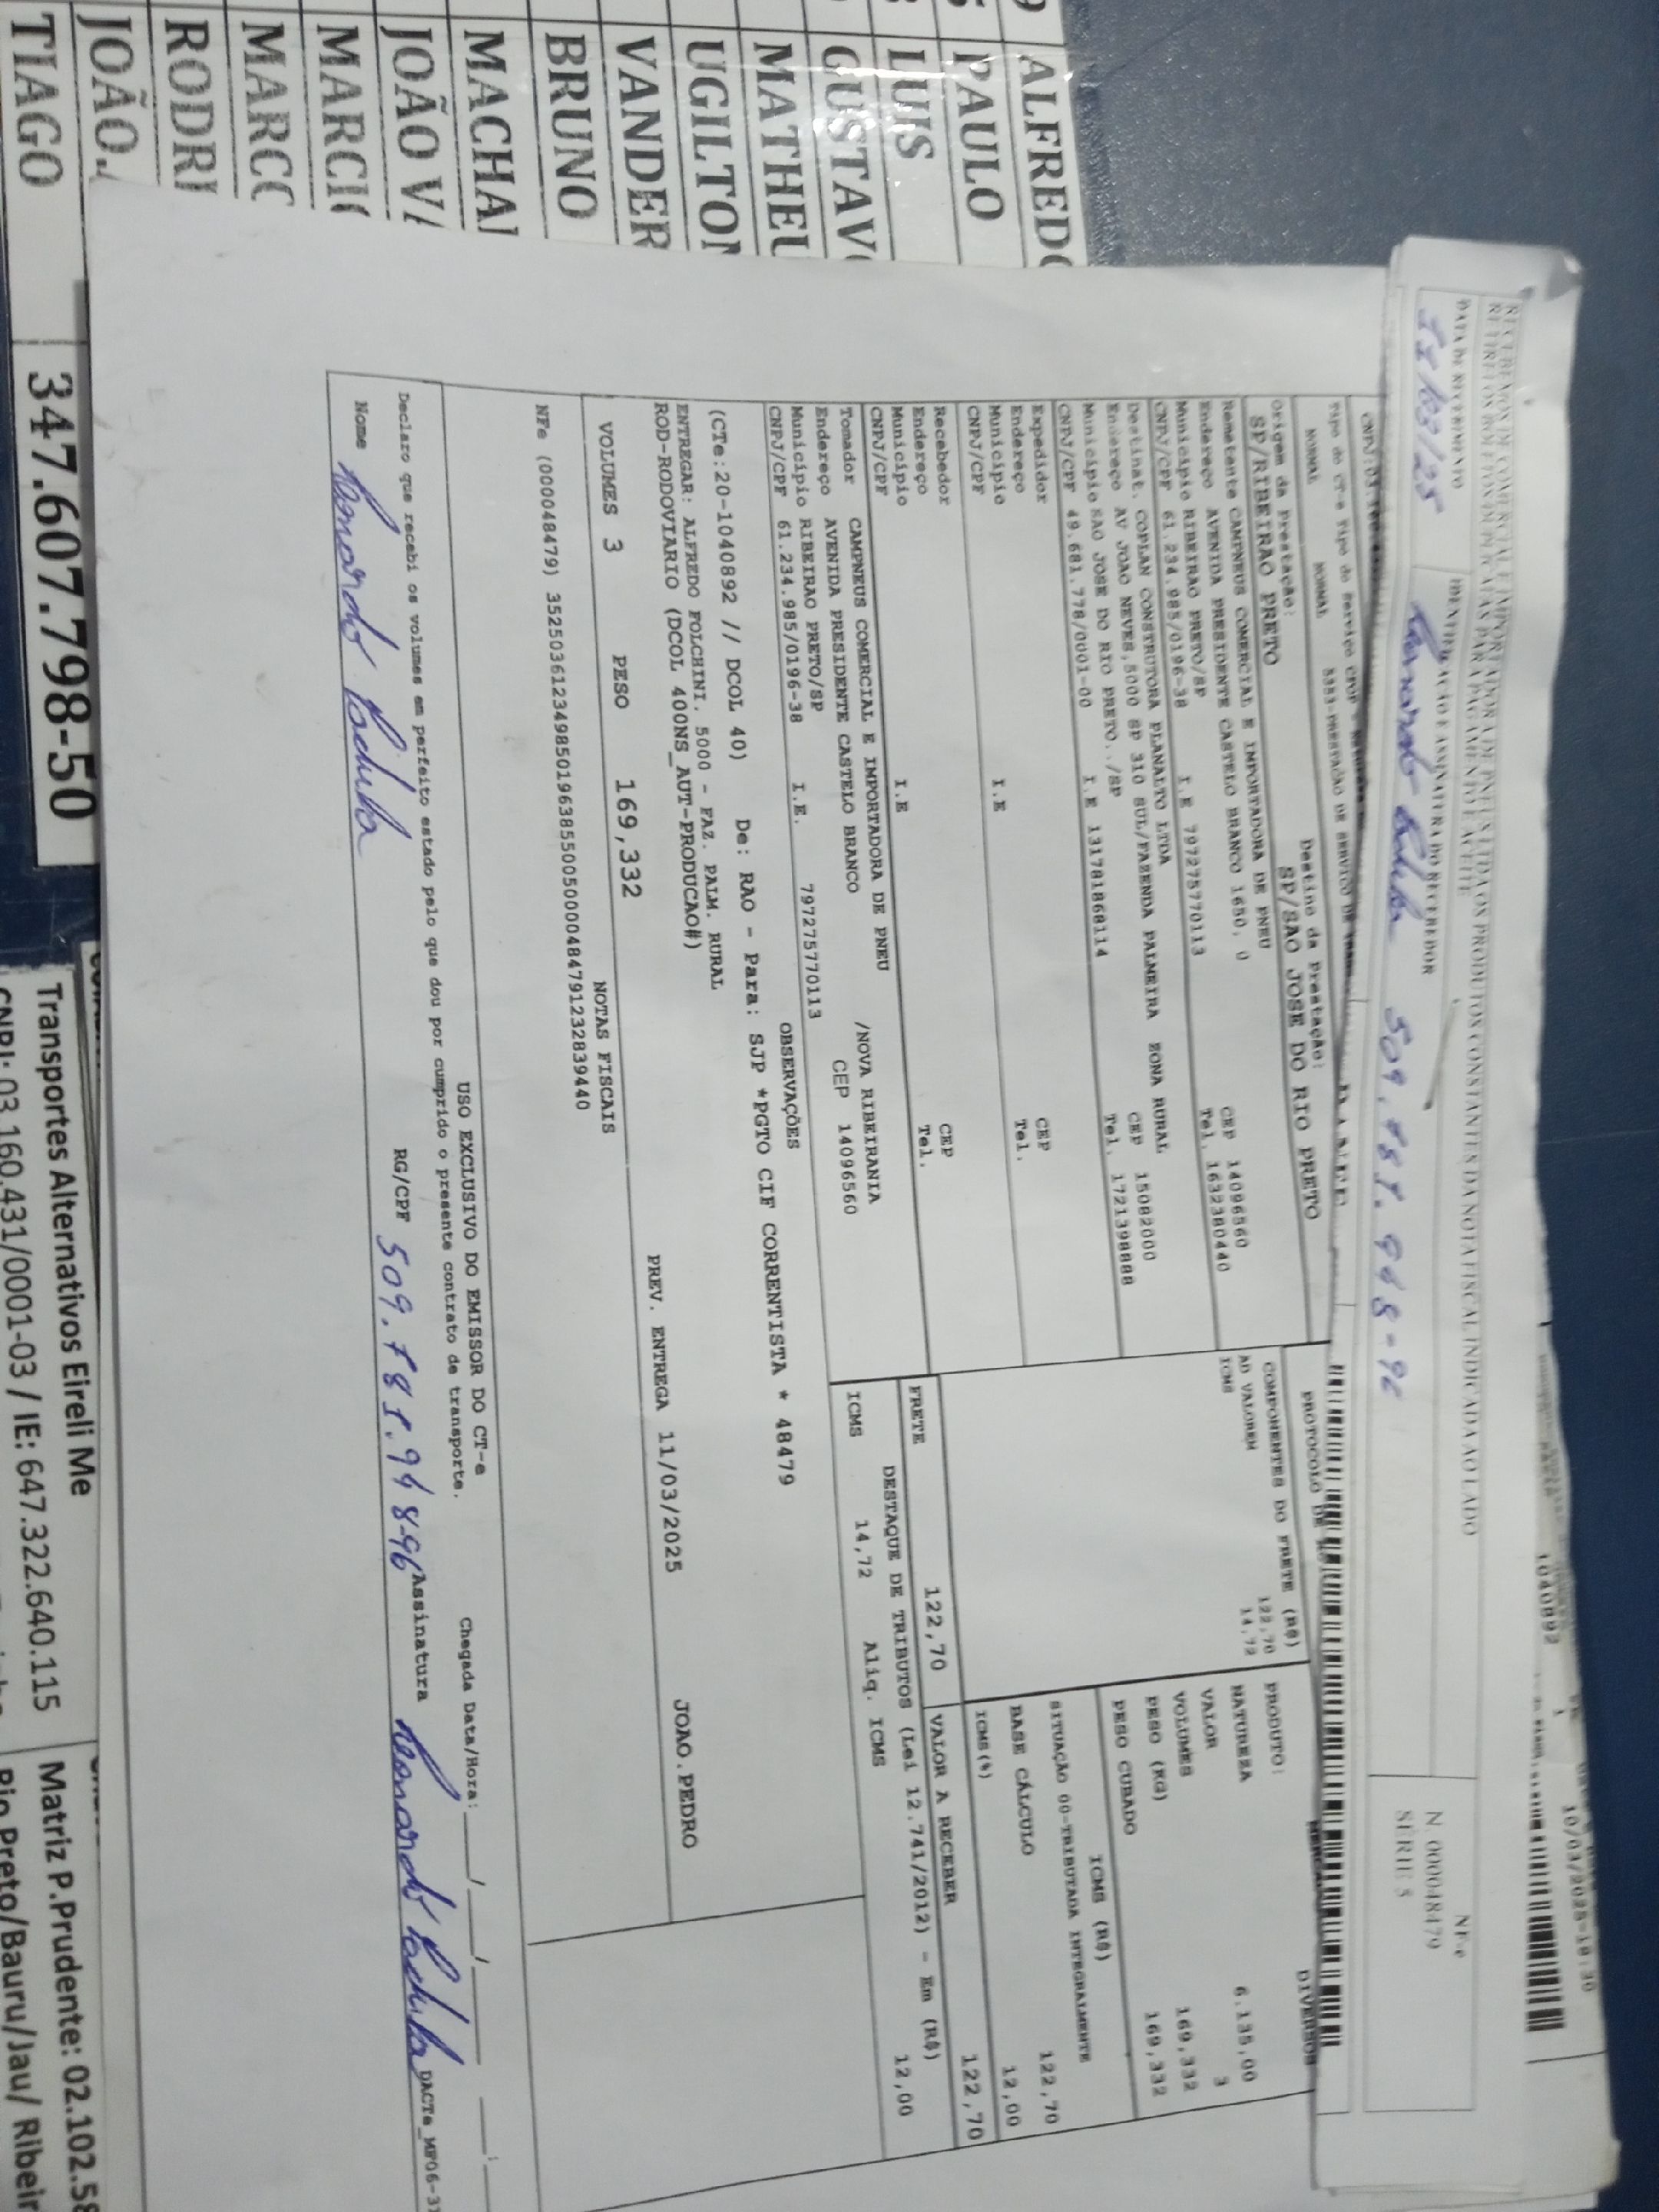 ALFREDO
PAULO
LUIS
GUSTAV
MATHEU
UGILTON
VANDER
BRUNO
MACHA
JOÃO V
MARCI
MARCO
RODRI
JOÃO
TIAGO 347.607.798-50
10/03/2025-18:30
1040892
RECEBEMOS DE COMERCIAL E IMPORTADORA DE PNEUS LTDA OS PRODUTOS CONSTANTES DA NOTA FISCAL INDICADA AO LADO
DATA DE RECEBIMENTO IDENTIFICAÇÃO E ASSINATURA DO RECEBEDOR
NF-e
N. 000048479
SÉRIE 5
Tipo do CT-e Tipo do Serviço
NORMAL NORMAL
Origem da Prestação: Destino da Prestação:
SP/RIBEIRAO PRETO SP/SAO JOSE DO RIO PRETO
Remetente CAMPNEUS COMERCIAL E IMPORTADORA DE PNEU
Endereço AVENIDA PRESIDENTE CASTELO BRANCO 1650, 0 CEP 14096560
Município RIBEIRAO PRETO/SP Tel. 1632380440
CNPJ/CPF 61.234.985/0196-38 I.E 797275770113
Destinat. COPLAN CONSTRUTORA PLANALTO LTDA
Endereço AV JOAO NEVES,5000 SP 310 SUL/FAZENDA PALMEIRA ZONA RURAL CEP 15082000
Município SAO JOSE DO RIO PRETO../SP Tel. 1721398888
CNPJ/CPF 49.681.778/0001-00 I.E 131781868114
Expedidor
Endereço CEP
Município Tel.
CNPJ/CPF I.E
Recebedor
Endereço CEP
Município Tel.
CNPJ/CPF I.E
Tomador CAMPNEUS COMERCIAL E IMPORTADORA DE PNEU
Endereço AVENIDA PRESIDENTE CASTELO BRANCO /NOVA RIBEIRANIA
Município RIBEIRAO PRETO/SP CEP 14096560
CNPJ/CPF 61.234.985/0196-38 I.E. 797275770113
PROTOCOLO DE
COMPONENTES DO FRETE (R$)
AD VALOREM 122,70
ICMS 14,72
PRODUTO: DIVERSOS
NATUREZA
VALOR 6.135,00
VOLUMES 3
PESO (KG) 169,332
PESO CUBADO 169,332
ICMS (R$)
SITUAÇÃO 00-TRIBUTADA INTEGRALMENTE
BASE CÁLCULO 122,70
ICMS(%) 12,00
FRETE 122,70 VALOR A RECEBER 122,70
DESTAQUE DE TRIBUTOS (Lei 12.741/2012) - Em (R$)
ICMS 14,72 Aliq. ICMS 12,00
OBSERVAÇÕES
(CTe:20-1040892 // DCOL 40) De: RAO - Para: SJP *PGTO CIF CORRENTISTA * 48479
ENTREGAR: ALFREDO FOLCHINI. 5000 - FAZ. PALM. RURAL
ROD-RODOVIARIO (DCOL 400NS_AUT-PRODUCAO#)
VOLUMES 3 PESO 169,332 PREV. ENTREGA 11/03/2025 JOAO.PEDRO
NOTAS FISCAIS
NFe (000048479) 35250361234985019638550050000484791232839440
USO EXCLUSIVO DO EMISSOR DO CT-e
Declaro que recebi os volumes em perfeito estado pelo que dou por cumprido o presente contrato de transporte.
Chegada Data/Hora:
Nome RG/CPF Assinatura
DACTe_MF06-31
Transportes Alternativos Eireli Me
CNPJ: 03.160.431/0001-03 / IE: 647.322.640.115
Matriz P.Prudente: 02.102.58
Rio Preto/Bauru/Jau/ Ribeir